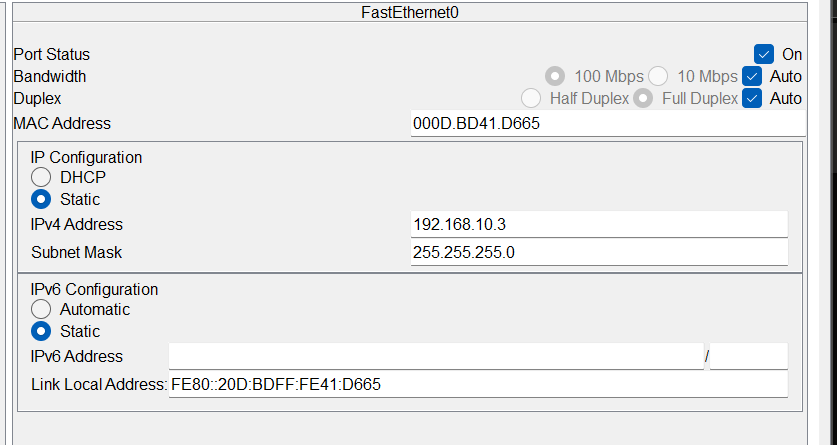 FastEthernet0
Port Status On
Bandwidth 100 Mbps 10 Mbps Auto
Duplex Half Duplex Full Duplex Auto
MAC Address 000D.BD41.D665
IP Configuration
DHCP
Static
IPv4 Address 192.168.10.3
Subnet Mask 255.255.255.0
IPv6 Configuration
Automatic
Static
IPv6 Address /
Link Local Address: FE80::20D:BDFF:FE41:D665